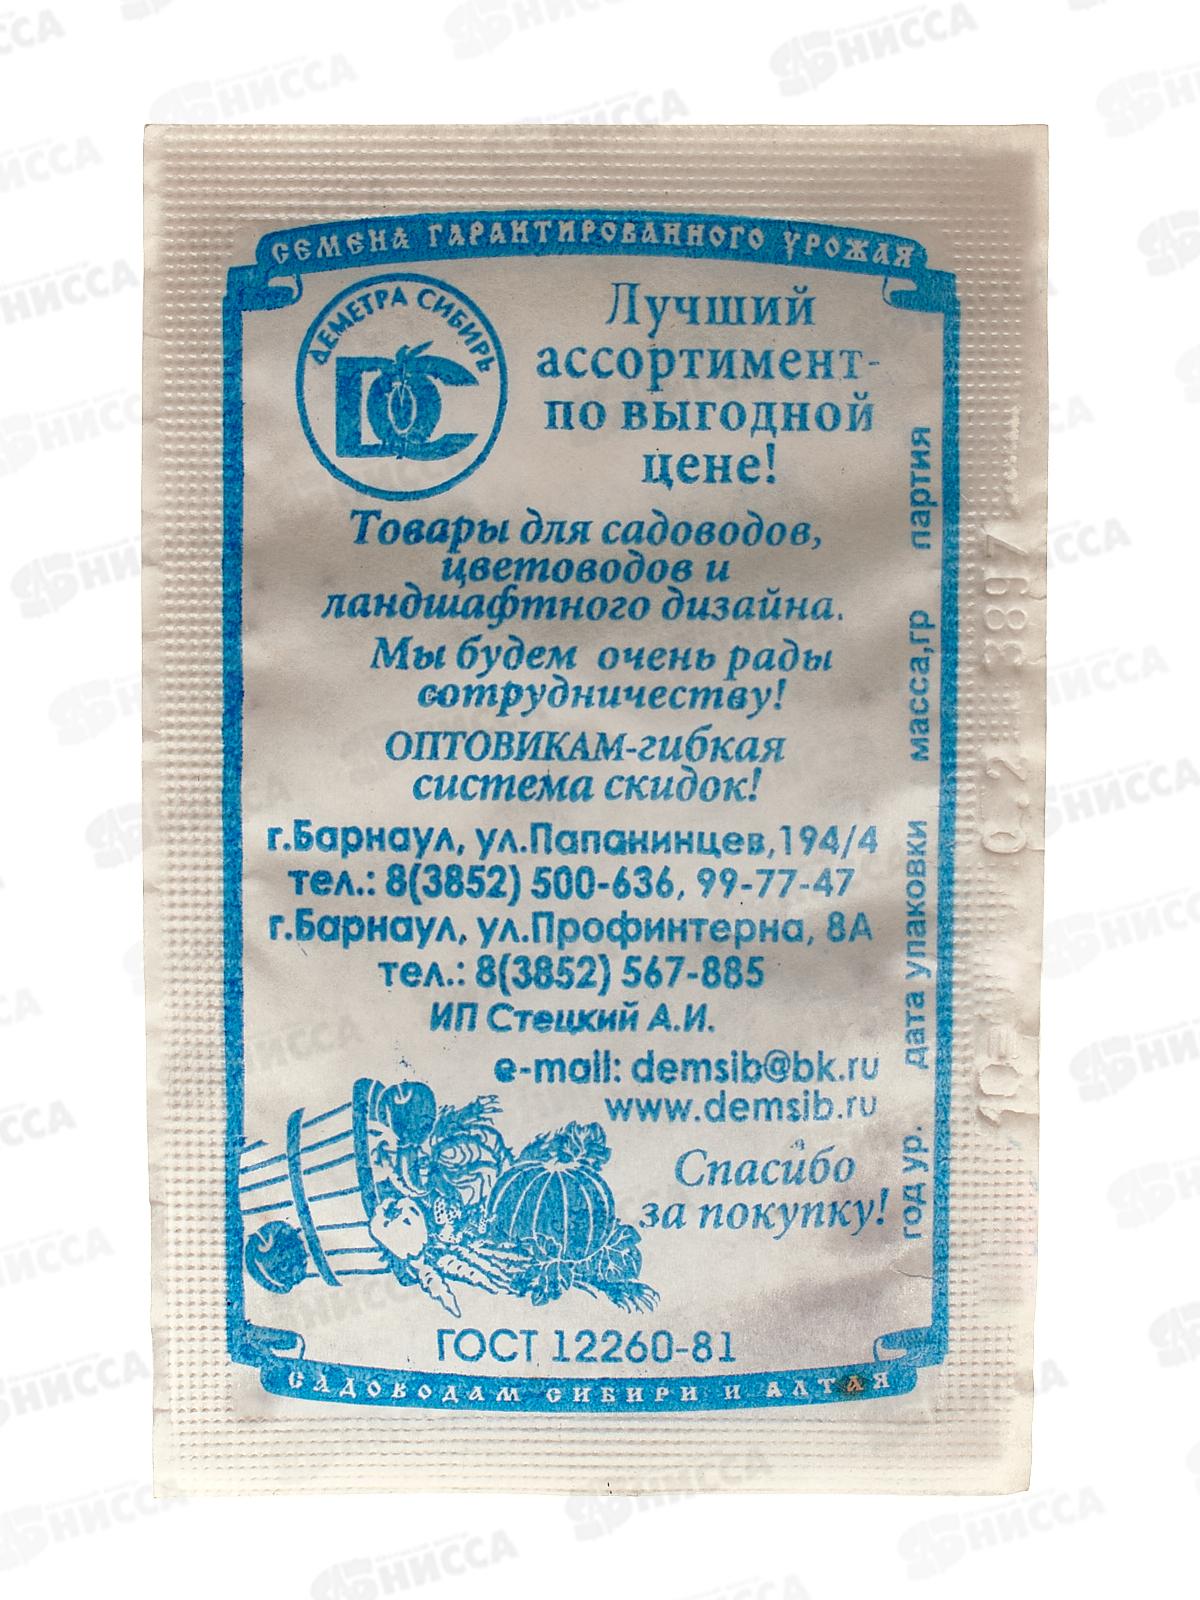 СЕМЕНА ГАРАНТИРОВАННОГО УРОЖАЯ
ДЕМЕТРА СИБИРЬ
DC
Лучший
ассортимент-
по выгодной
цене!
Товары для садоводов,
цветоводов и
ландшафтного дизайна.
Мы будем очень рады
сотрудничеству!
ОПТОВИКАМ-гибкая
система скидок!
г.Барнаул, ул.Папанинцев,194/4
тел.: 8(3852) 500-636, 99-77-47
г.Барнаул, ул.Профинтерна, 8А
тел.: 8(3852) 567-885
ИП Стецкий А.И.
e-mail: demsib@bk.ru
www.demsib.ru
Спасибо
за покупку!
ГОСТ 12260-81
САДОВОДАМ СИБИРИ И АЛТАЯ
год ур. дата упаковки масса,гр партия
0.2 3897
НИССА